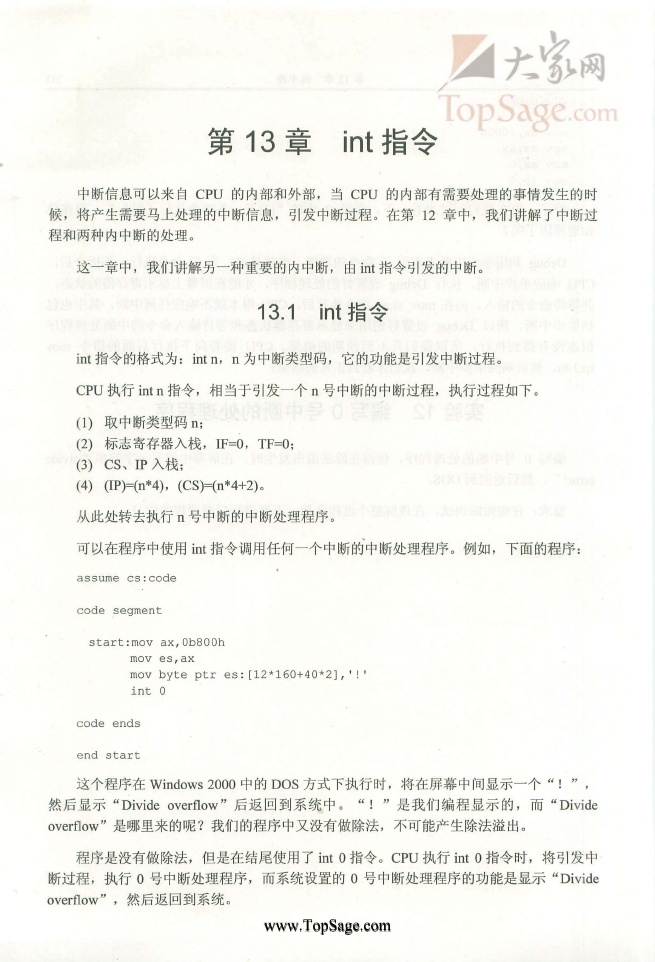 大家网
TopSage.com
第 13 章 int 指令
中断信息可以来自 CPU 的内部和外部，当 CPU 的内部有需要处理的事情发生的时
候，将产生需要马上处理的中断信息，引发中断过程。在第 12 章中，我们讲解了中断过
程和两种内中断的处理。
这一章中，我们讲解另一种重要的内中断，由 int 指令引发的中断。
13.1 int 指令
int 指令的格式为：int n，n 为中断类型码，它的功能是引发中断过程。
CPU 执行 int n 指令，相当于引发一个 n 号中断的中断过程，执行过程如下。
(1) 取中断类型码 n；
(2) 标志寄存器入栈，IF=0，TF=0；
(3) CS、IP 入栈；
(4) (IP)=(n*4)，(CS)=(n*4+2)。
从此处转去执行 n 号中断的中断处理程序。
可以在程序中使用 int 指令调用任何一个中断的中断处理程序。例如，下面的程序：
assume cs:code
code segment
start:mov ax,0b800h
mov es,ax
mov byte ptr es:[12*160+40*2],'!'
int 0
code ends
end start
这个程序在 Windows 2000 中的 DOS 方式下执行时，将在屏幕中间显示一个“！”，
然后显示“Divide overflow”后返回到系统中。“！”是我们编程显示的，而“Divide
overflow”是哪里来的呢？我们的程序中又没有做除法，不可能产生除法溢出。
程序是没有做除法，但是在结尾使用了 int 0 指令。CPU 执行 int 0 指令时，将引发中
断过程，执行 0 号中断处理程序，而系统设置的 0 号中断处理程序的功能是显示“Divide
overflow”，然后返回到系统。
www.TopSage.com